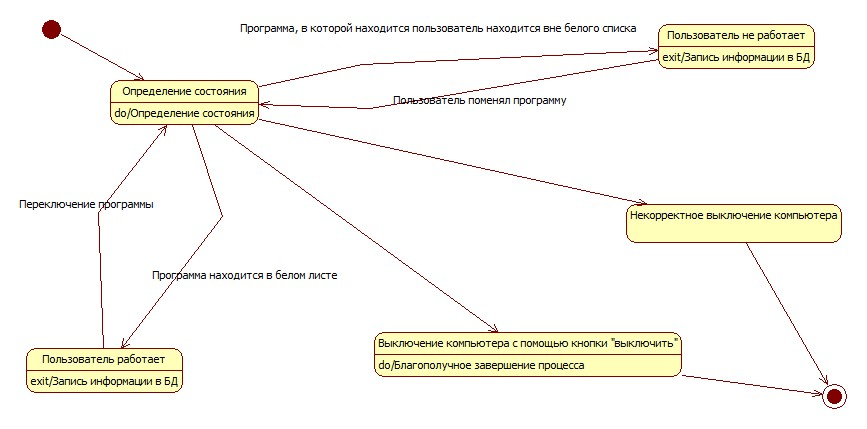 Программа, в которой находится пользователь находится вне белого списка
Пользователь не работает
exit/Запись информации в БД
Определение состояния
do/Определение состояния
Пользователь поменял программу
Переключение программы
Некорректное выключение компьютера
Программа находится в белом листе
Выключение компьютера с помощью кнопки "выключить"
do/Благополучное завершение процесса
Пользователь работает
exit/Запись информации в БД